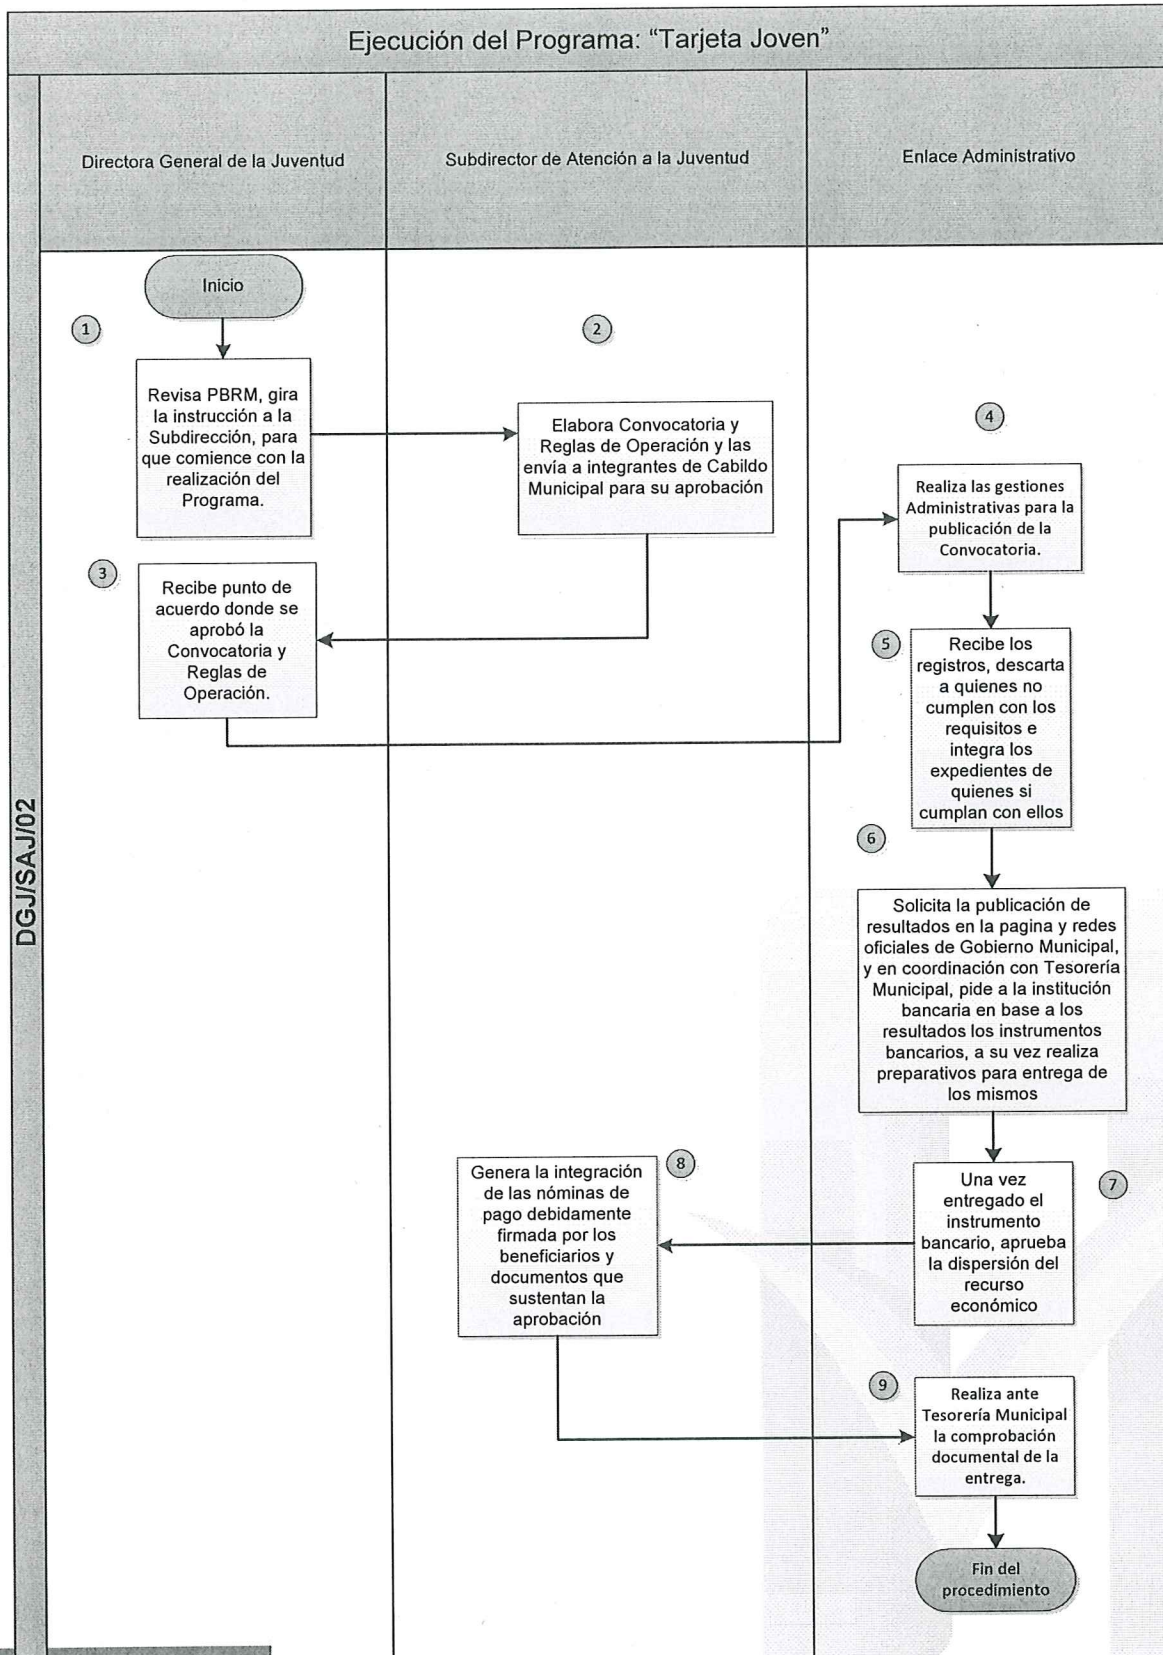 Ejecución del Programa: “Tarjeta Joven”
Directora General de la Juventud
Subdirector de Atención a la Juventud
Enlace Administrativo
DGJ/SAJ/02
Inicio
1
Revisa PBRM, gira
la instrucción a la
Subdirección, para
que comience con la
realización del
Programa.
2
Elabora Convocatoria y
Reglas de Operación y las
envía a integrantes de Cabildo
Municipal para su aprobación
3
Recibe punto de
acuerdo donde se
aprobó la
Convocatoria y
Reglas de
Operación.
4
Realiza las gestiones
Administrativas para la
publicación de la
Convocatoria.
5
Recibe los
registros, descarta
a quienes no
cumplen con los
requisitos e
integra los
expedientes de
quienes si
cumplan con ellos
6
Solicita la publicación de
resultados en la pagina y redes
oficiales de Gobierno Municipal,
y en coordinación con Tesorería
Municipal, pide a la institución
bancaria en base a los
resultados los instrumentos
bancarios, a su vez realiza
preparativos para entrega de
los mismos
7
Una vez
entregado el
instrumento
bancario, aprueba
la dispersión del
recurso
económico
8
Genera la integración
de las nóminas de
pago debidamente
firmada por los
beneficiarios y
documentos que
sustentan la
aprobación
9
Realiza ante
Tesorería Municipal
la comprobación
documental de la
entrega.
Fin del
procedimiento